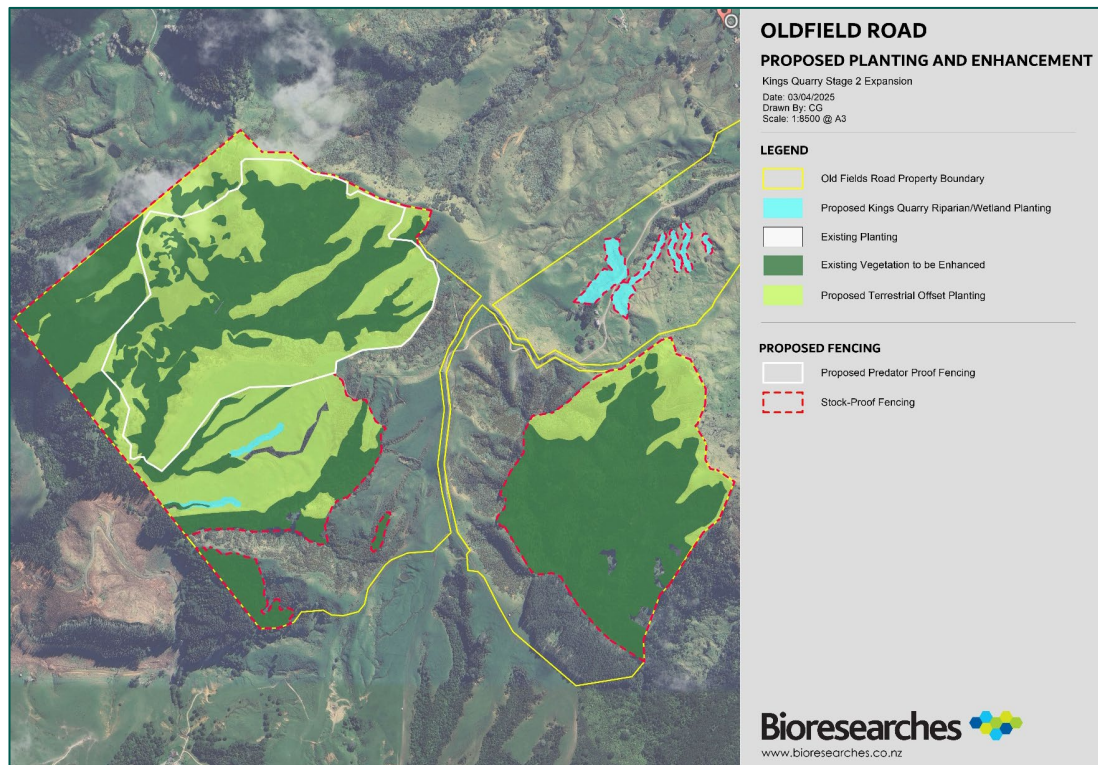 OLDFIELD ROAD
PROPOSED PLANTING AND ENHANCEMENT
Kings Quarry Stage 2 Expansion
Date: 03/04/2025
Drawn By: CG
Scale: 1:8500 @ A3
LEGEND
Old Fields Road Property Boundary
Proposed Kings Quarry Riparian/Wetland Planting
Existing Planting
Existing Vegetation to be Enhanced
Proposed Terrestrial Offset Planting
PROPOSED FENCING
Proposed Predator Proof Fencing
Stock-Proof Fencing
Bioresearches
www.bioresearches.co.nz